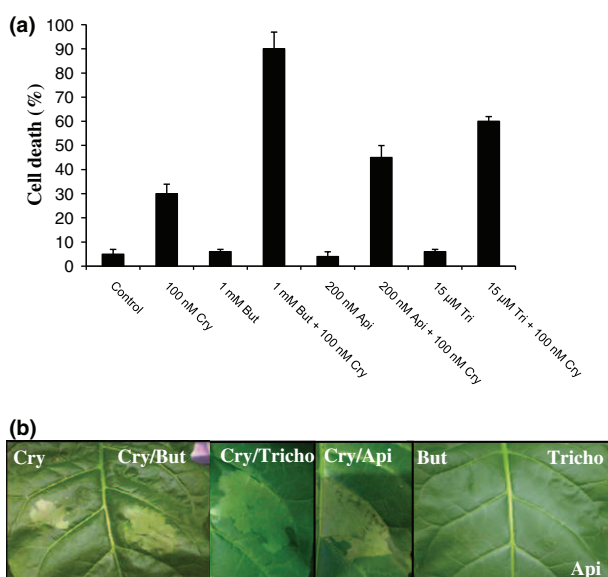 (a)
Cell death (%)
100
90
80
70
60
50
40
30
20
10
0
Control
100 nM Cry
1 mM But
1 mM But + 100 nM Cry
200 nM Api
200 nM Api + 100 nM Cry
15 µM Tri
15 µM Tri + 100 nM Cry
(b)
Cry
Cry/But
Cry/Tricho
Cry/Api
But
Tricho
Api